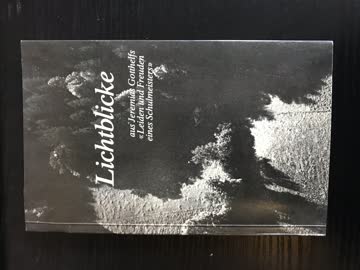 Lichtblicke
aus Jeremias Gotthelfs
«Leiden und Freuden
eines Schulmeisters»